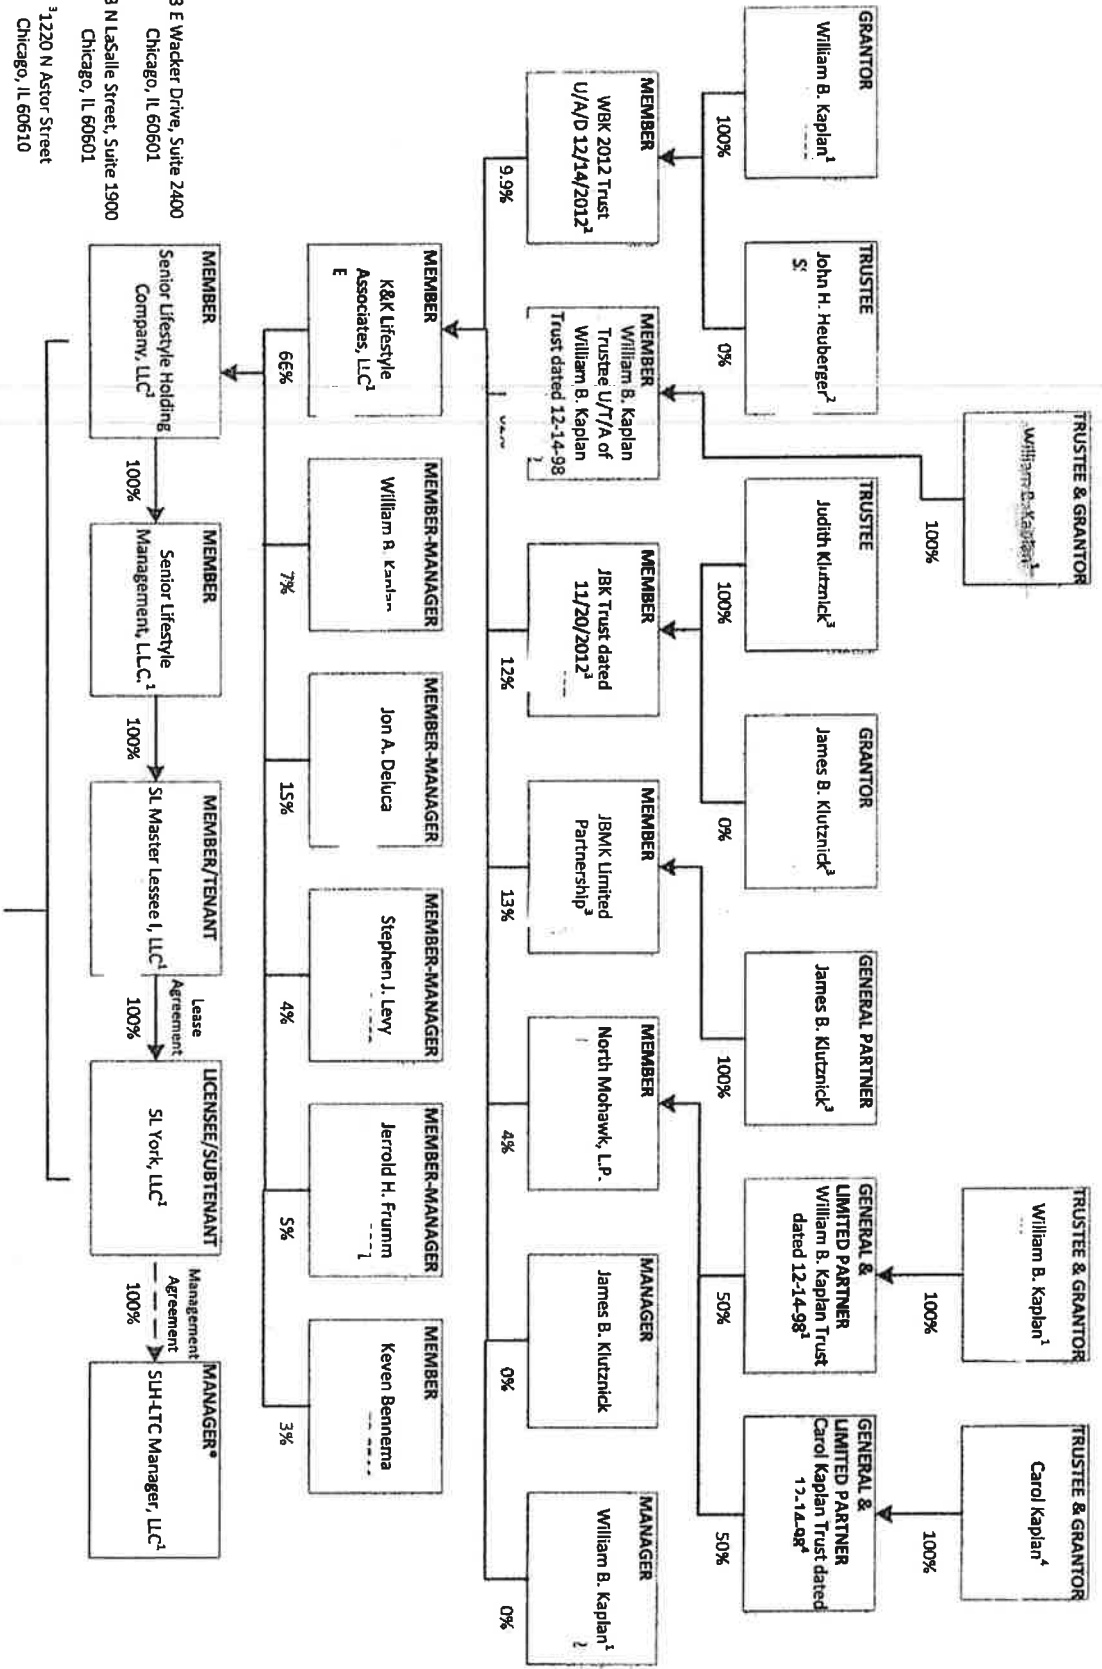 TRUSTEE & GRANTOR
William B. Kaplan¹
100%
TRUSTEE & GRANTOR
William B. Kaplan¹
100%
TRUSTEE & GRANTOR
Carol Kaplan⁴
100%
GRANTOR
William B. Kaplan¹
100%
TRUSTEE
John H. Heuberger²
0%
TRUSTEE
Judith Klutznick³
100%
GRANTOR
James B. Klutznick³
0%
GENERAL PARTNER
James B. Klutznick³
100%
GENERAL &
LIMITED PARTNER
William B. Kaplan Trust
dated 12-14-98¹
50%
GENERAL &
LIMITED PARTNER
Carol Kaplan Trust dated
12-14-98⁴
50%
MEMBER
WBK 2012 Trust
U/A/D 12/14/2012²
9.9%
MEMBER
William B. Kaplan
Trustee U/T/A of
William B. Kaplan
Trust dated 12-14-98
MEMBER
JBK Trust dated
11/20/2012³
12%
MEMBER
JBMK Limited
Partnership³
13%
MEMBER
North Mohawk, L.P.
4%
MANAGER
James B. Klutznick
0%
MANAGER
William B. Kaplan¹
0%
MEMBER
K&K Lifestyle
Associates, LLC¹
66%
MEMBER-MANAGER
William B. Kaplan
7%
MEMBER-MANAGER
Jon A. Deluca
15%
MEMBER-MANAGER
Stephen J. Levy
4%
MEMBER-MANAGER
Jerrold H. Frumm
5%
MEMBER
Keven Bennema
3%
MEMBER
Senior Lifestyle Holding
Company, LLC¹
100%
MEMBER
Senior Lifestyle
Management, L.L.C.¹
100%
MEMBER/TENANT
SL Master Lessee I, LLC¹
Lease
Agreement
100%
LICENSEE/SUBTENANT
SL York, LLC¹
Management
Agreement
100%
MANAGER*
SLH-LTC Manager, LLC¹
3 E Wacker Drive, Suite 2400
Chicago, IL 60601
3 N LaSalle Street, Suite 1900
Chicago, IL 60601
³1220 N Astor Street
Chicago, IL 60610